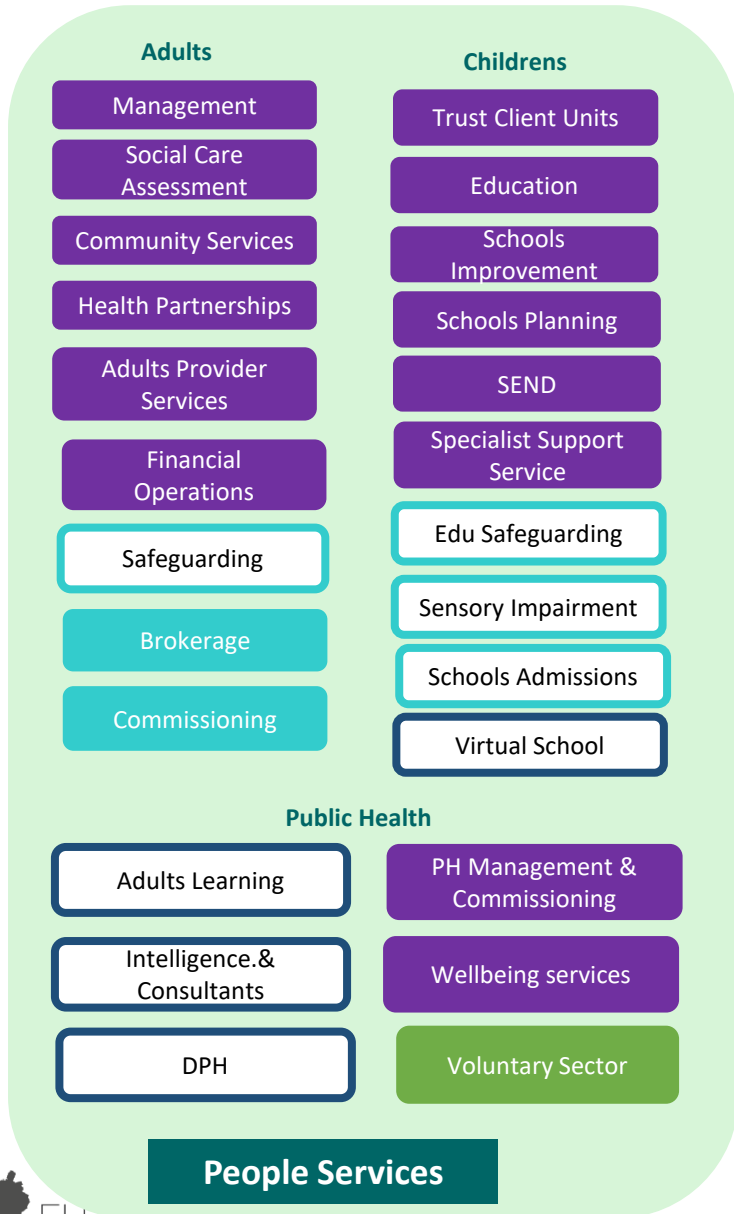 Adults
Management
Social Care
Assessment
Community Services
Health Partnerships
Adults Provider
Services
Financial
Operations
Safeguarding
Brokerage
Commissioning
Childrens
Trust Client Units
Education
Schools
Improvement
Schools Planning
SEND
Specialist Support
Service
Edu Safeguarding
Sensory Impairment
Schools Admissions
Virtual School
Public Health
Adults Learning
Intelligence.&
Consultants
DPH
PH Management &
Commissioning
Wellbeing services
Voluntary Sector
People Services